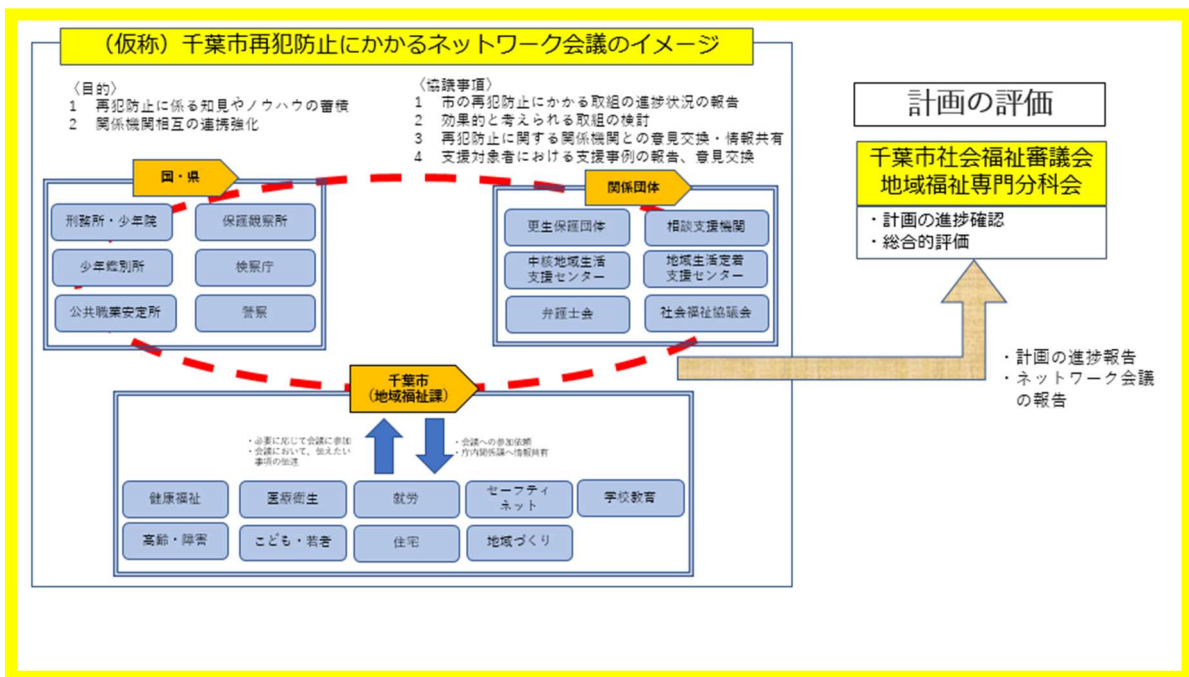 （仮称）千葉市再犯防止にかかるネットワーク会議のイメージ
〈目的〉
1　再犯防止に係る知見やノウハウの蓄積
2　関係機関相互の連携強化
〈協議事項〉
1　市の再犯防止にかかる取組の進捗状況の報告
2　効果的と考えられる取組の検討
3　再犯防止に関する関係機関との意見交換・情報共有
4　支援対象者における支援事例の報告、意見交換
国・県
刑務所・少年院
保護観察所
少年鑑別所
検察庁
公共職業安定所
警察
関係団体
更生保護団体
相談支援機関
中核地域生活
支援センター
地域生活定着
支援センター
弁護士会
社会福祉協議会
千葉市
（地域福祉課）
・必要に応じて会議に参加
・会議において、伝えたい
事項の伝達
・会議への参加依頼
・庁内関係課へ情報共有
健康福祉
医療衛生
就労
セーフティ
ネット
学校教育
高齢・障害
こども・若者
住宅
地域づくり
計画の評価
千葉市社会福祉審議会
地域福祉専門分科会
・計画の進捗確認
・総合的評価
・計画の進捗報告
・ネットワーク会議
の報告